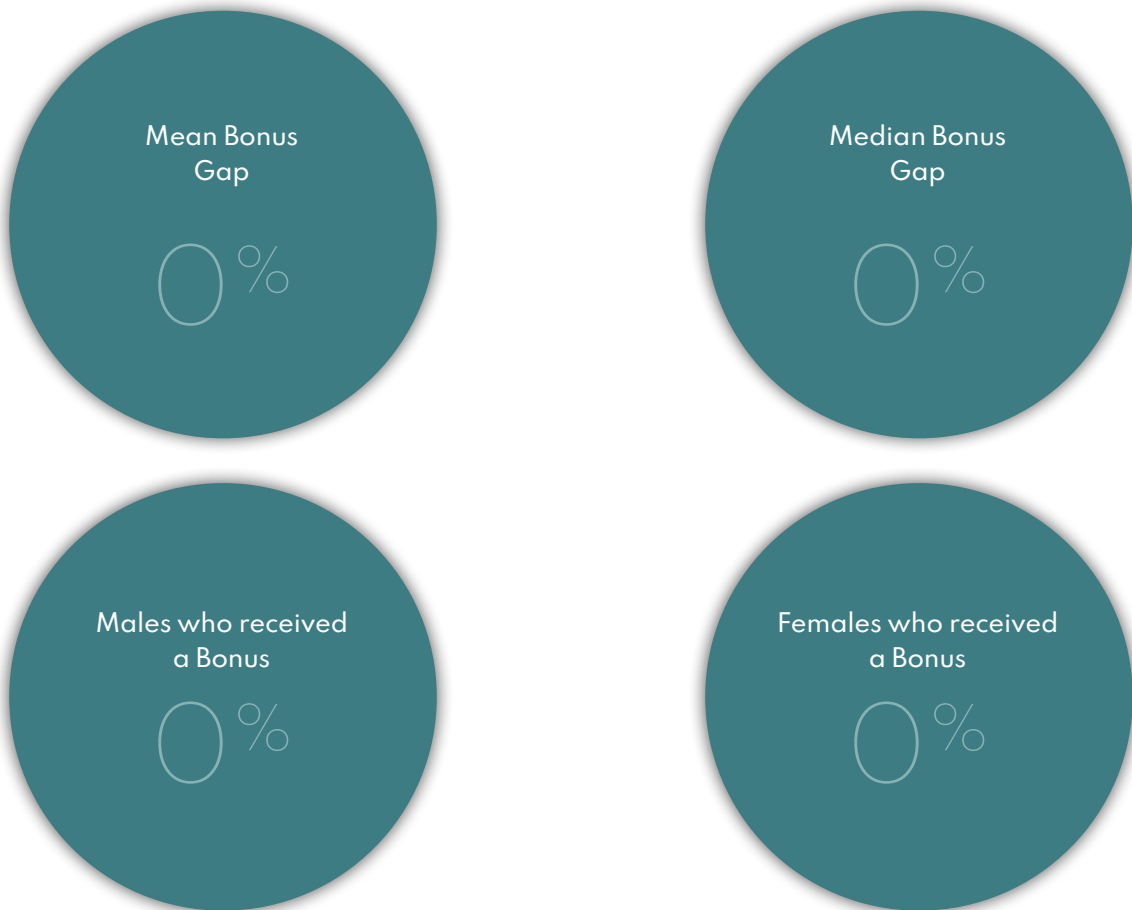 Mean Bonus
Gap
0%
Median Bonus
Gap
0%
Males who received
a Bonus
0%
Females who received
a Bonus
0%